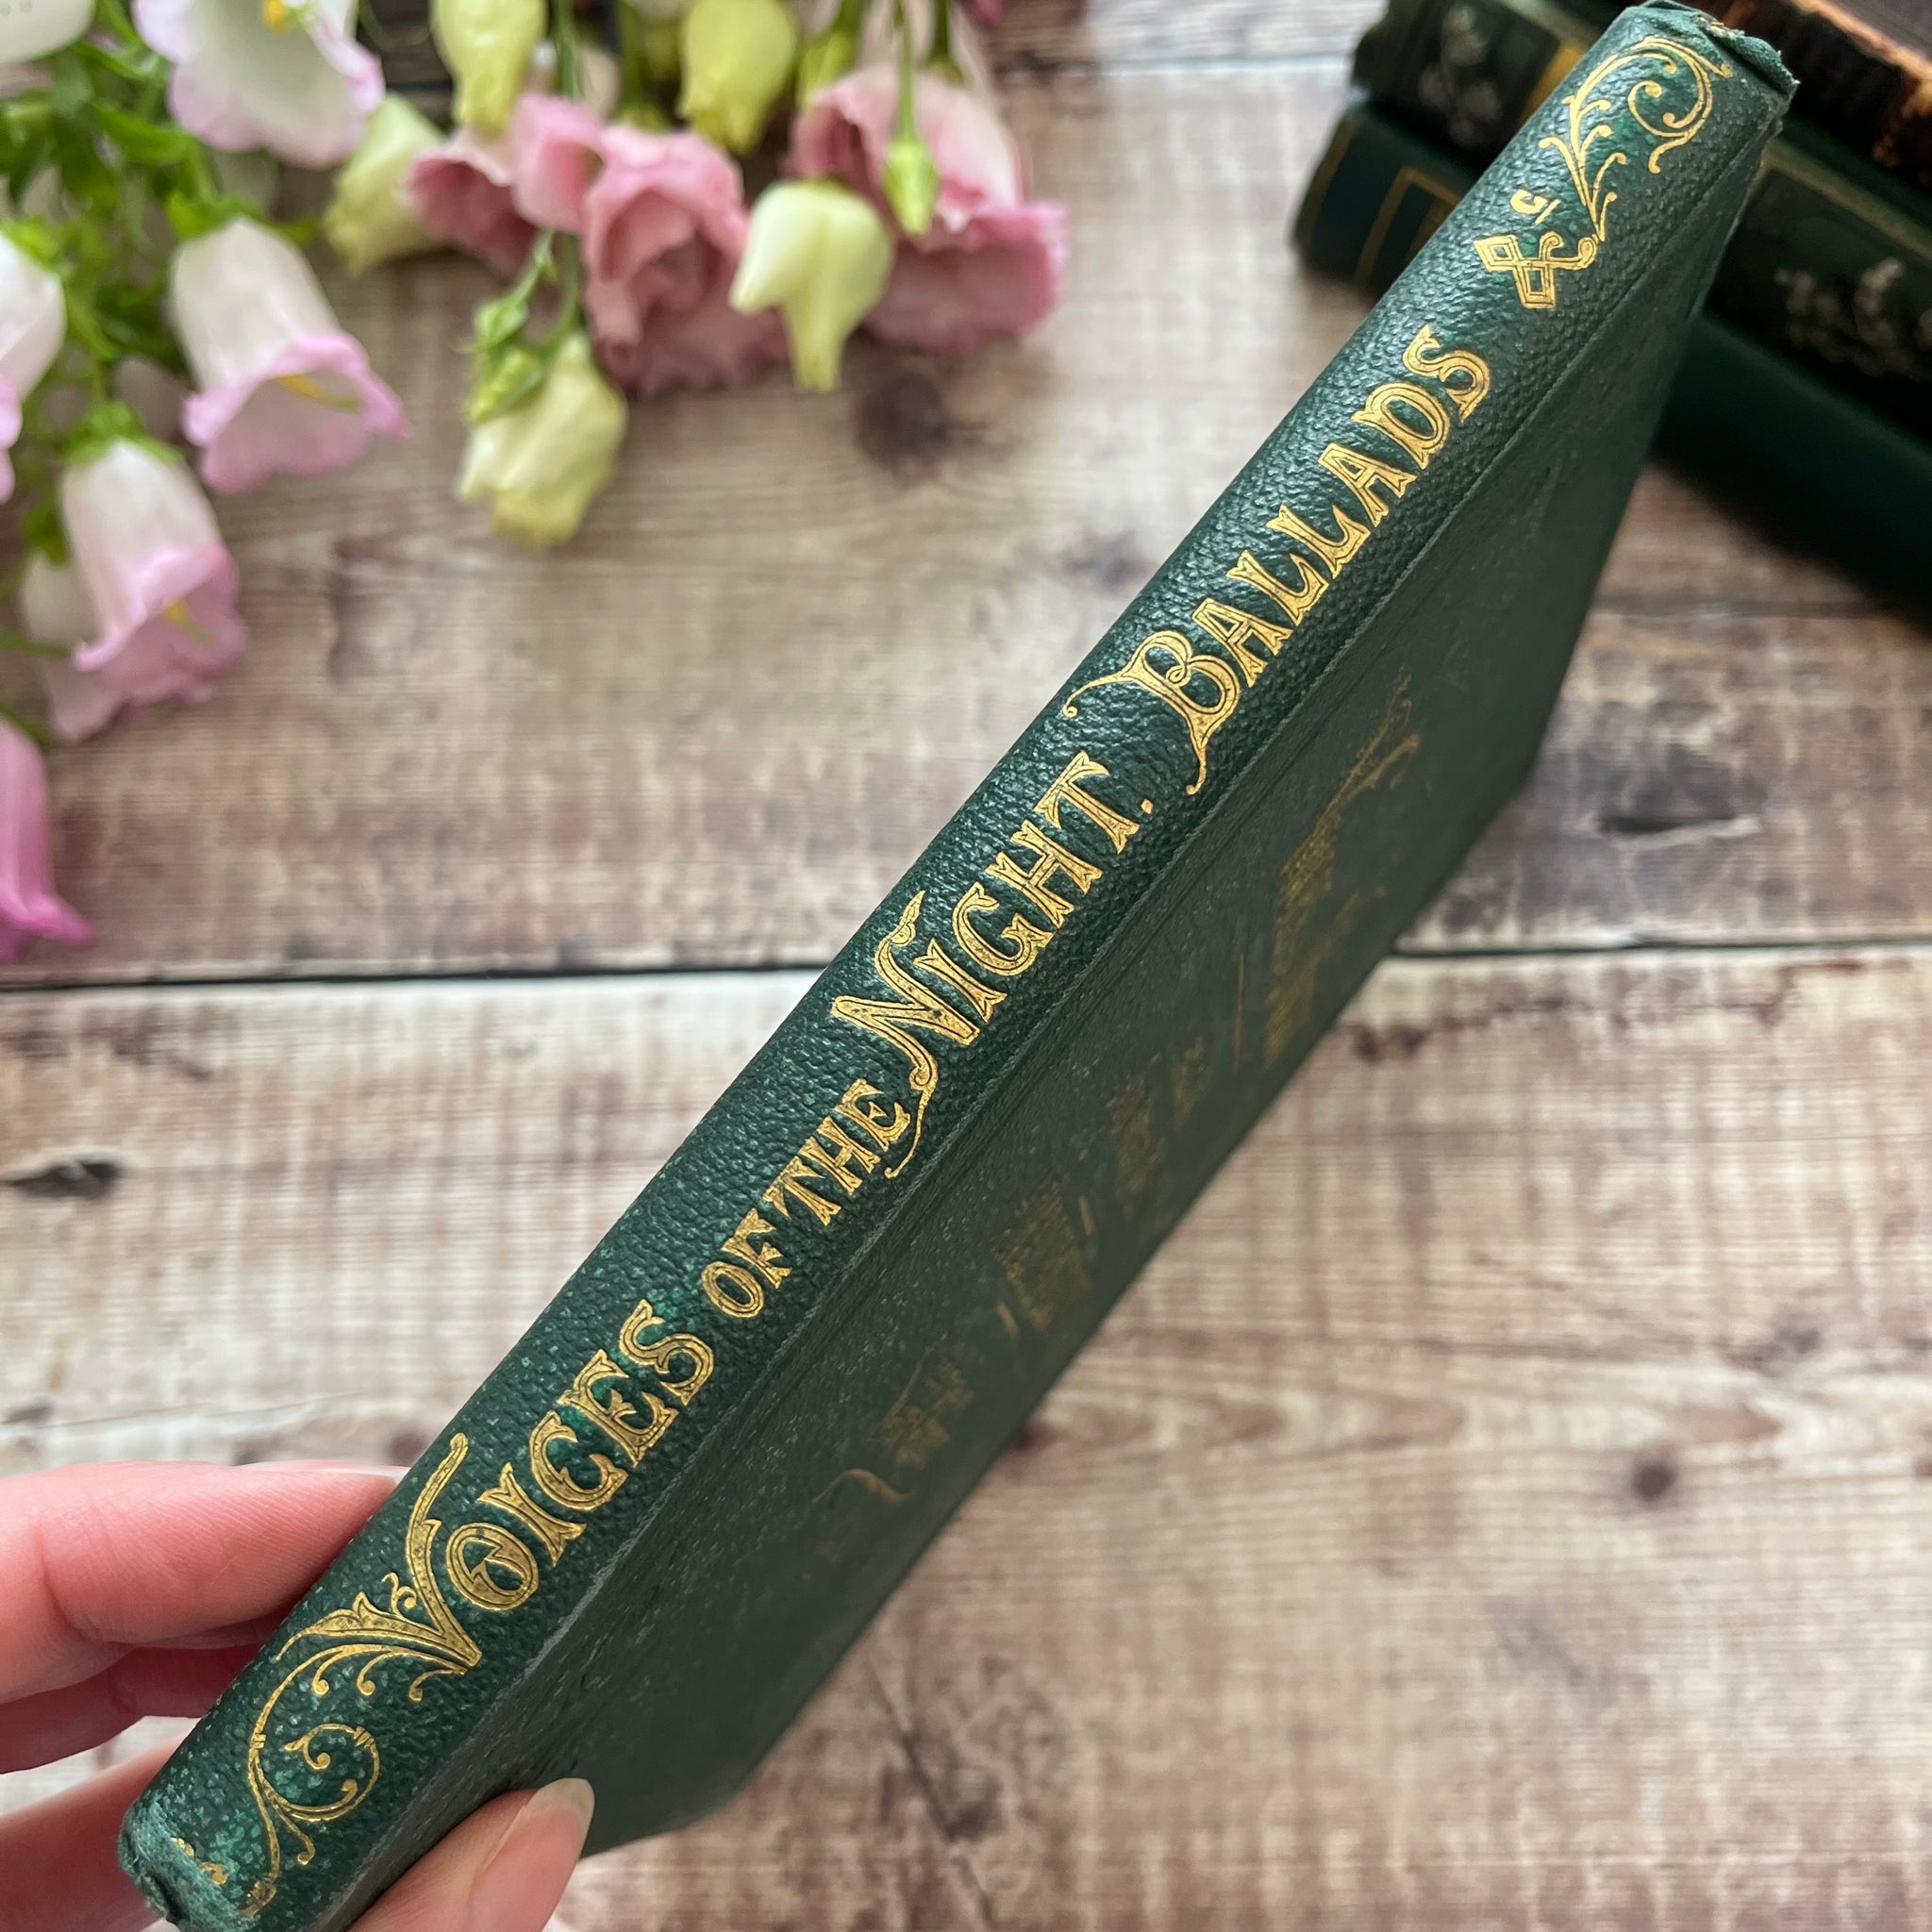 VOICES OF THE NIGHT. BALLADS &c